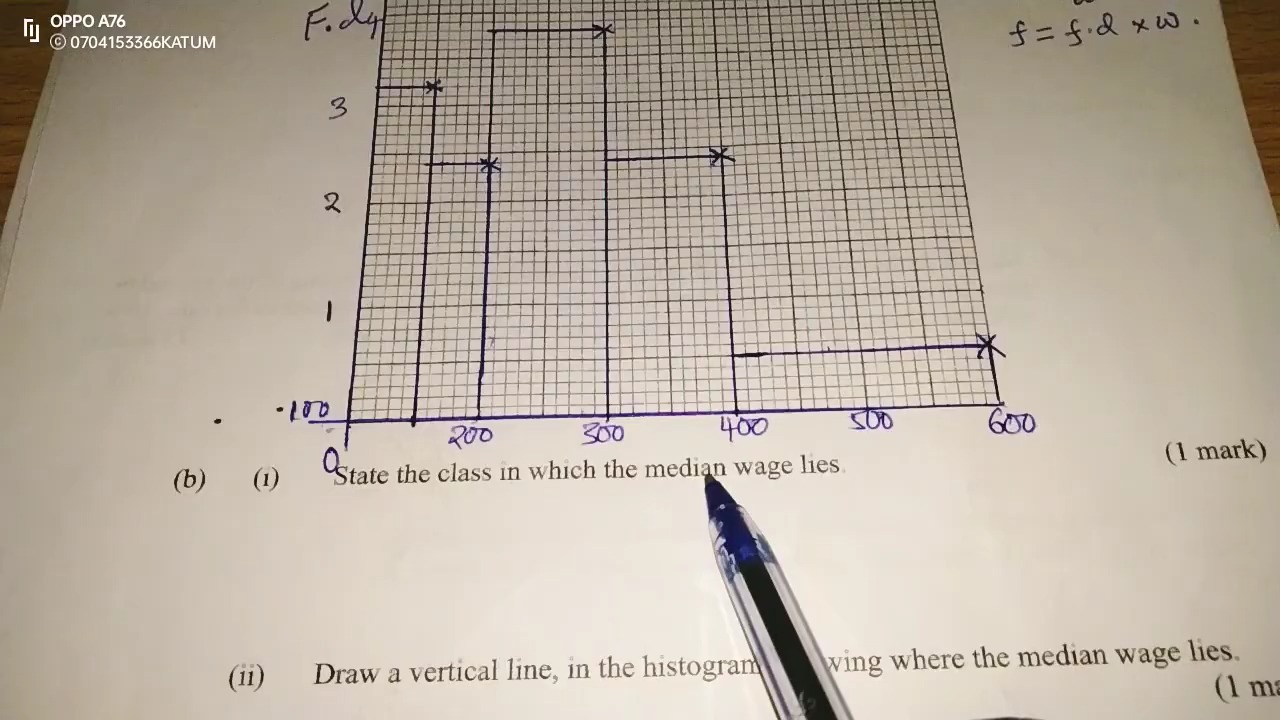 OPPO A76
© 0704153366KATUM
F.d 4
f = f.d × w.
3
2
1
100
0
200 300 400 500 600
(b) (i) State the class in which the median wage lies. (1 mark)
(ii) Draw a vertical line, in the histogram wing where the median wage lies.
(1 ma